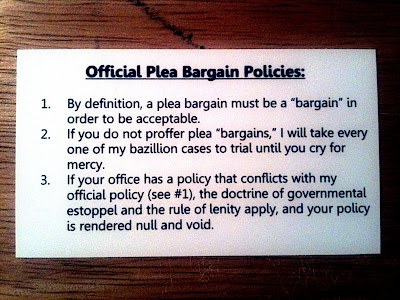 Official Plea Bargain Policies:
1. By definition, a plea bargain must be a "bargain" in
order to be acceptable.
2. If you do not proffer plea "bargains," I will take every
one of my bazillion cases to trial until you cry for
mercy.
3. If your office has a policy that conflicts with my
official policy (see #1), the doctrine of governmental
estoppel and the rule of lenity apply, and your policy
is rendered null and void.